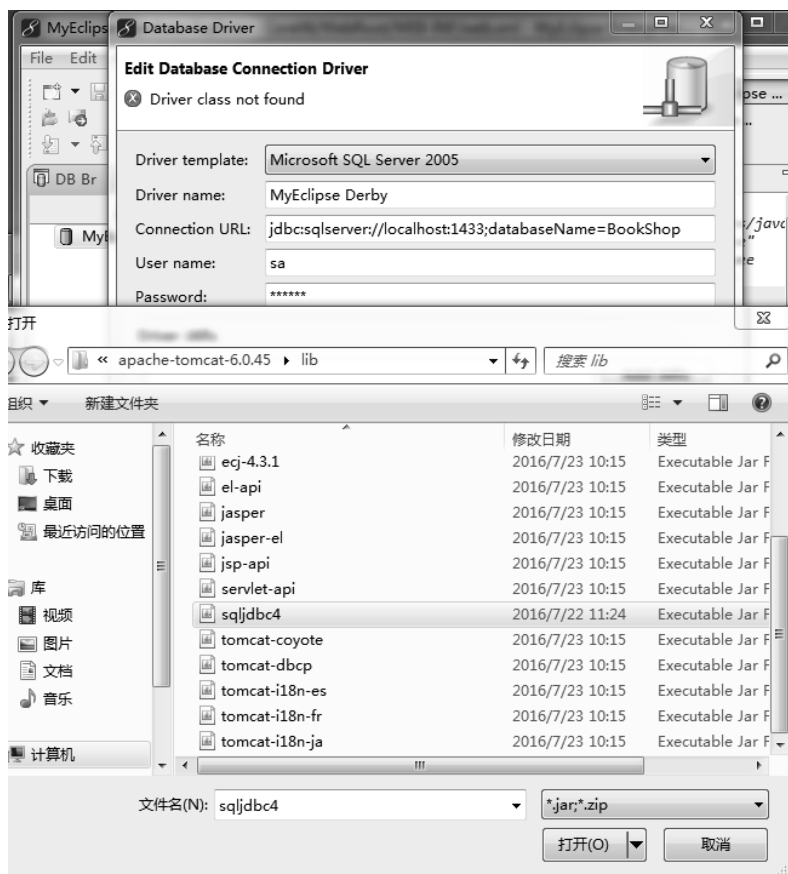 MyEclips
Database Driver
File Edit
Edit Database Connection Driver
Driver class not found
pse ...
DB Br
MyE
Driver template: Microsoft SQL Server 2005
Driver name: MyEclipse Derby
Connection URL: jdbc:sqlserver://localhost:1433;databaseName=BookShop
User name: sa
Password: ******
打开
« apache-tomcat-6.0.45 lib
搜索 lib
组织 新建文件夹
收藏夹
下载
桌面
最近访问的位置
库
视频
图片
文档
音乐
计算机
名称 修改日期 类型
ecj-4.3.1 2016/7/23 10:15 Executable Jar F
el-api 2016/7/23 10:15 Executable Jar F
jasper 2016/7/23 10:15 Executable Jar F
jasper-el 2016/7/23 10:15 Executable Jar F
jsp-api 2016/7/23 10:15 Executable Jar F
servlet-api 2016/7/23 10:15 Executable Jar F
sqljdbc4 2016/7/22 11:24 Executable Jar F
tomcat-coyote 2016/7/23 10:15 Executable Jar F
tomcat-dbcp 2016/7/23 10:15 Executable Jar F
tomcat-i18n-es 2016/7/23 10:15 Executable Jar F
tomcat-i18n-fr 2016/7/23 10:15 Executable Jar F
tomcat-i18n-ja 2016/7/23 10:15 Executable Jar F
文件名(N): sqljdbc4
*.jar;*.zip
打开(O) 取消